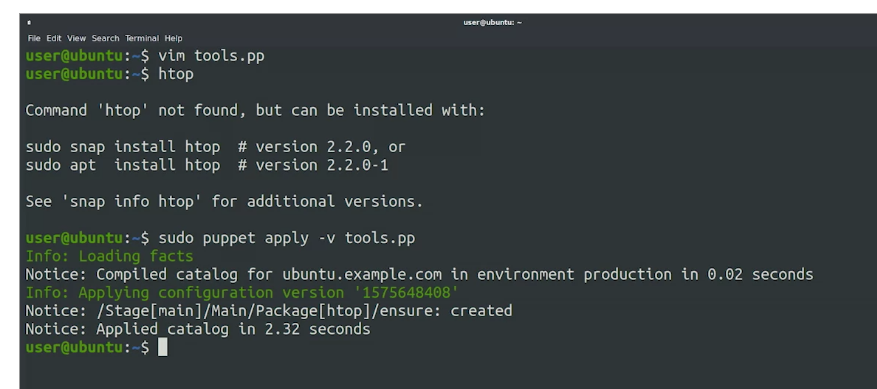 user@ubuntu: ~
File Edit View Search Terminal Help
user@ubuntu:~$ vim tools.pp
user@ubuntu:~$ htop
Command 'htop' not found, but can be installed with:
sudo snap install htop  # version 2.2.0, or
sudo apt  install htop  # version 2.2.0-1
See 'snap info htop' for additional versions.
user@ubuntu:~$ sudo puppet apply -v tools.pp
Info: Loading facts
Notice: Compiled catalog for ubuntu.example.com in environment production in 0.02 seconds
Info: Applying configuration version '1575648408'
Notice: /Stage[main]/Main/Package[htop]/ensure: created
Notice: Applied catalog in 2.32 seconds
user@ubuntu:~$